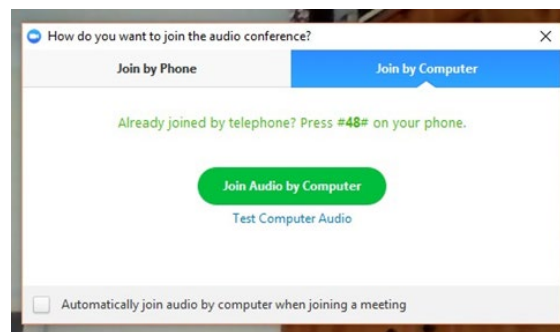 How do you want to join the audio conference?
Join by Phone
Join by Computer
Already joined by telephone? Press #48# on your phone.
Join Audio by Computer
Test Computer Audio
Automatically join audio by computer when joining a meeting